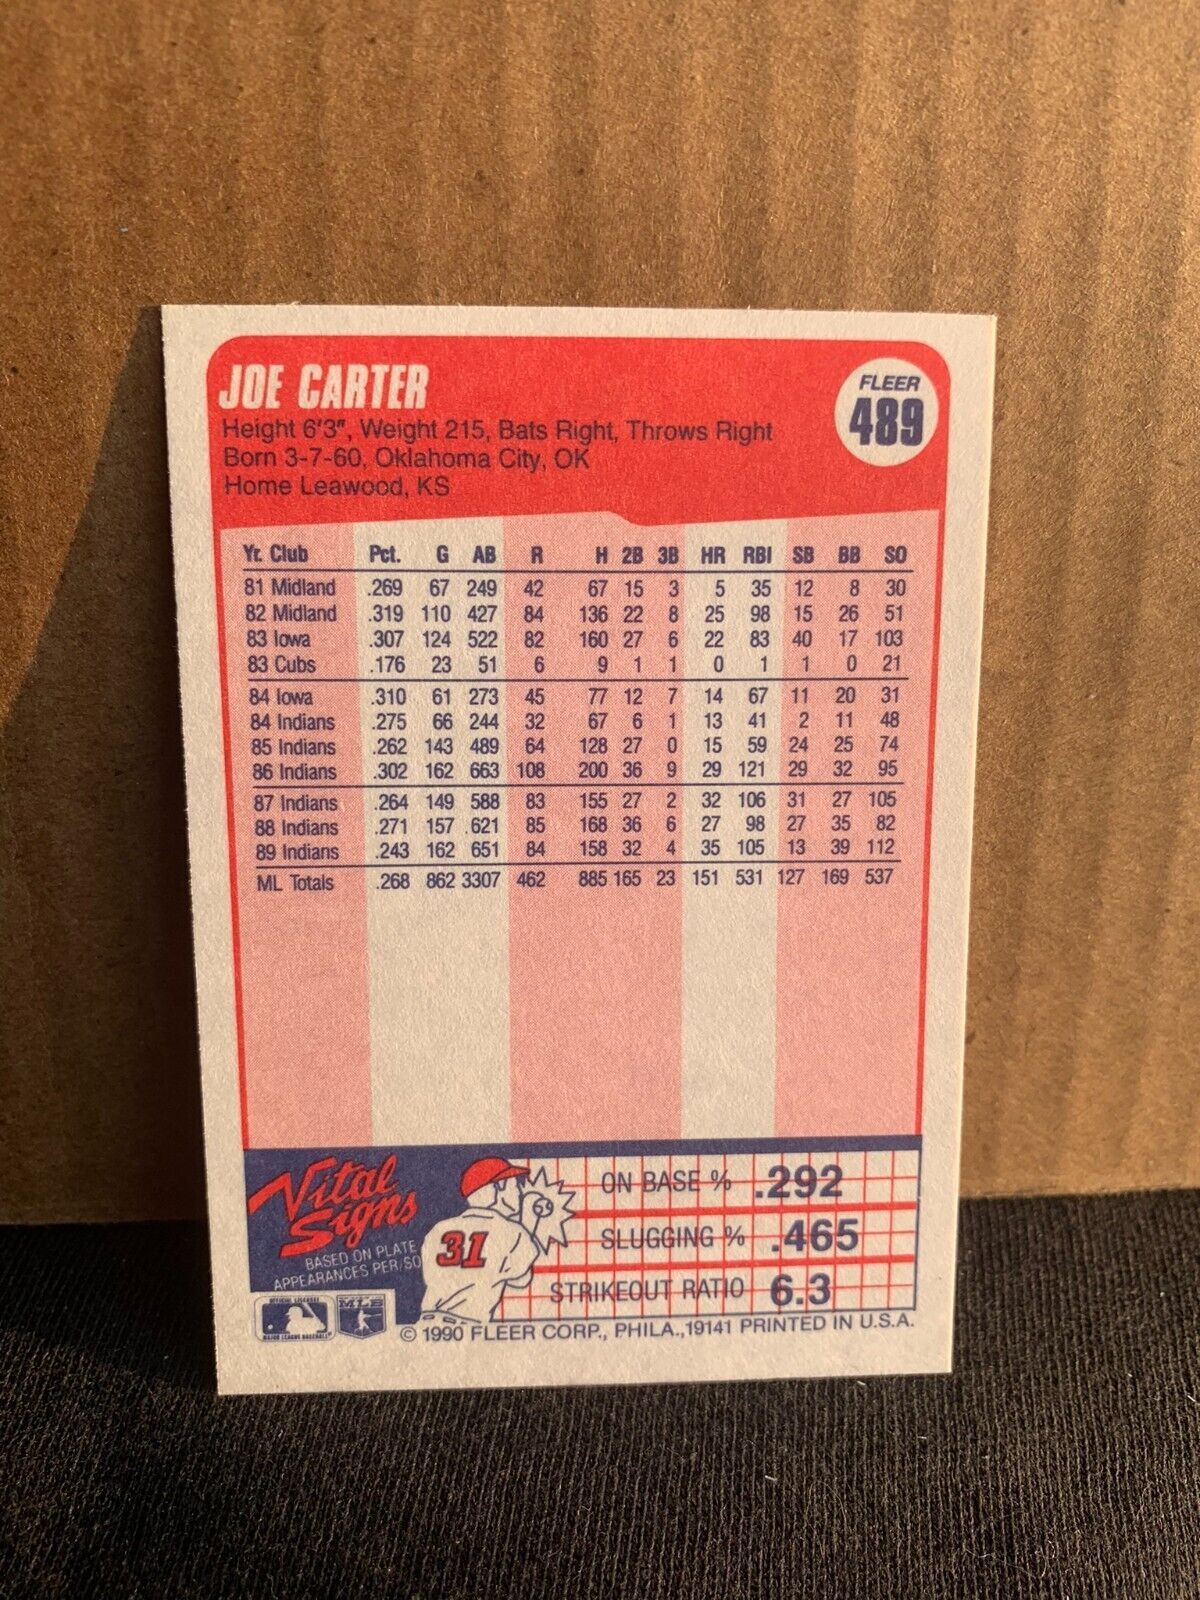 JOE CARTER
FLEER
489
Height 6'3", Weight 215, Bats Right, Throws Right
Born 3-7-60, Oklahoma City, OK
Home Leawood, KS
Yr. Club Pct. G AB R H 2B 3B HR RBI SB BB SO
81 Midland .269 67 249 42 67 15 3 5 35 12 8 30
82 Midland .319 110 427 84 136 22 8 25 98 15 26 51
83 Iowa .307 124 522 82 160 27 6 22 83 40 17 103
83 Cubs .176 23 51 6 9 1 1 0 1 1 0 21
84 Iowa .310 61 273 45 77 12 7 14 67 11 20 31
84 Indians .275 66 244 32 67 6 1 13 41 2 11 48
85 Indians .262 143 489 64 128 27 0 15 59 24 25 74
86 Indians .302 162 663 108 200 36 9 29 121 29 32 95
87 Indians .264 149 588 83 155 27 2 32 106 31 27 105
88 Indians .271 157 621 85 168 36 6 27 98 27 35 82
89 Indians .243 162 651 84 158 32 4 35 105 13 39 112
ML Totals .268 862 3307 462 885 165 23 151 531 127 169 537
Vital
Signs
BASED ON PLATE
APPEARANCES PER/SO
31
69
ON BASE % .292
SLUGGING % .465
STRIKEOUT RATIO 6.3
OFFICIAL LICENSEE
MAJOR LEAGUE BASEBALL
MLB
© 1990 FLEER CORP., PHILA.,19141 PRINTED IN U.S.A.